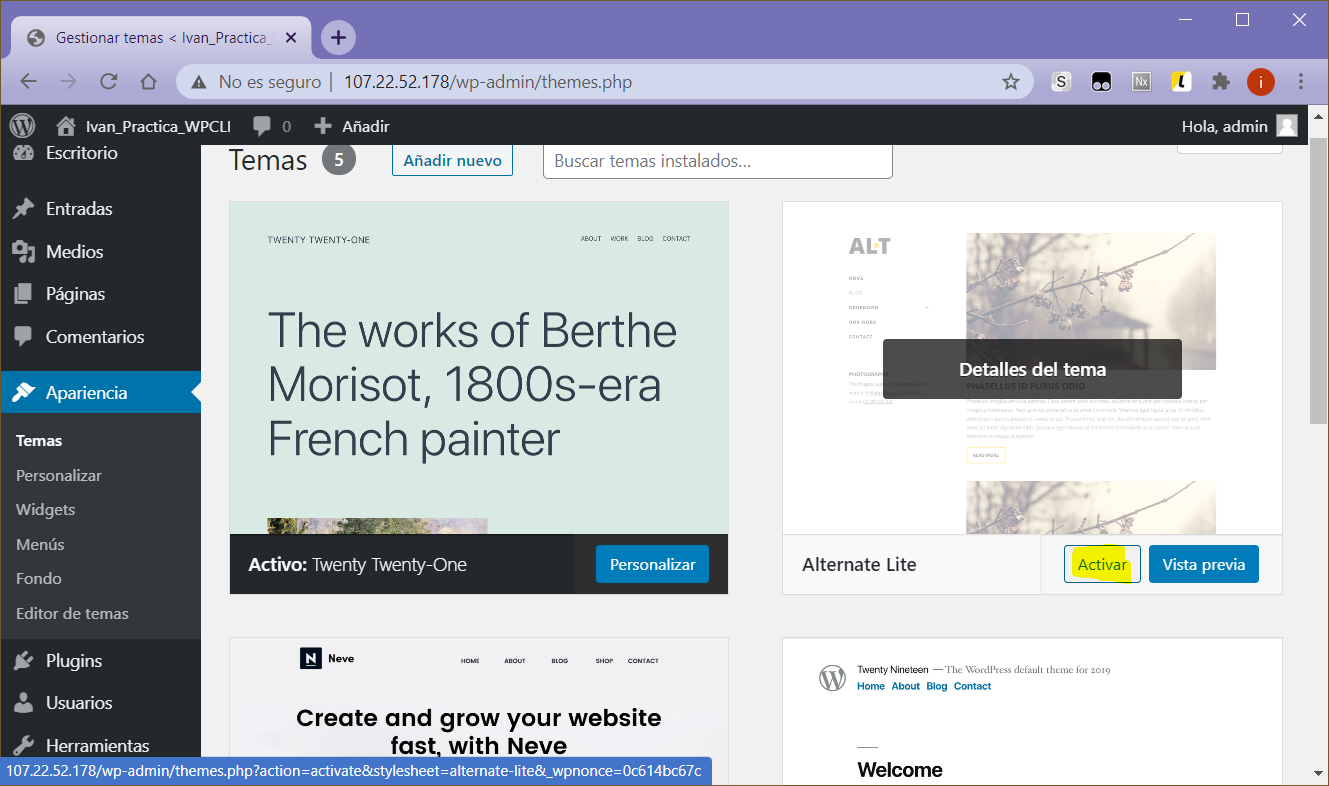 Gestionar temas < Ivan_Practica_
No es seguro | 107.22.52.178/wp-admin/themes.php
S
Nx
i
Ivan_Practica_WPCLI 0 Añadir
Hola, admin
Escritorio
Entradas
Medios
Páginas
Comentarios
Apariencia
Temas
Personalizar
Widgets
Menús
Fondo
Editor de temas
Plugins
Usuarios
Herramientas
Temas 5 Añadir nuevo Buscar temas instalados...
TWENTY TWENTY-ONE
ABOUT WORK BLOG CONTACT
The works of Berthe
Morisot, 1800s-era
French painter
Activo: Twenty Twenty-One
Personalizar
ALT
HOME
BLOG
DROPDOWN
OUR WORK
CONTACT
Detalles del tema
PHASELLUS ID PURUS ODIO
READ MORE
Alternate Lite
Activar
Vista previa
N Neve
HOME ABOUT BLOG SHOP CONTACT
Create and grow your website
fast, with Neve
Twenty Nineteen — The WordPress default theme for 2019
Home About Blog Contact
Welcome
107.22.52.178/wp-admin/themes.php?action=activate&stylesheet=alternate-lite&_wpnonce=0c614bc67c